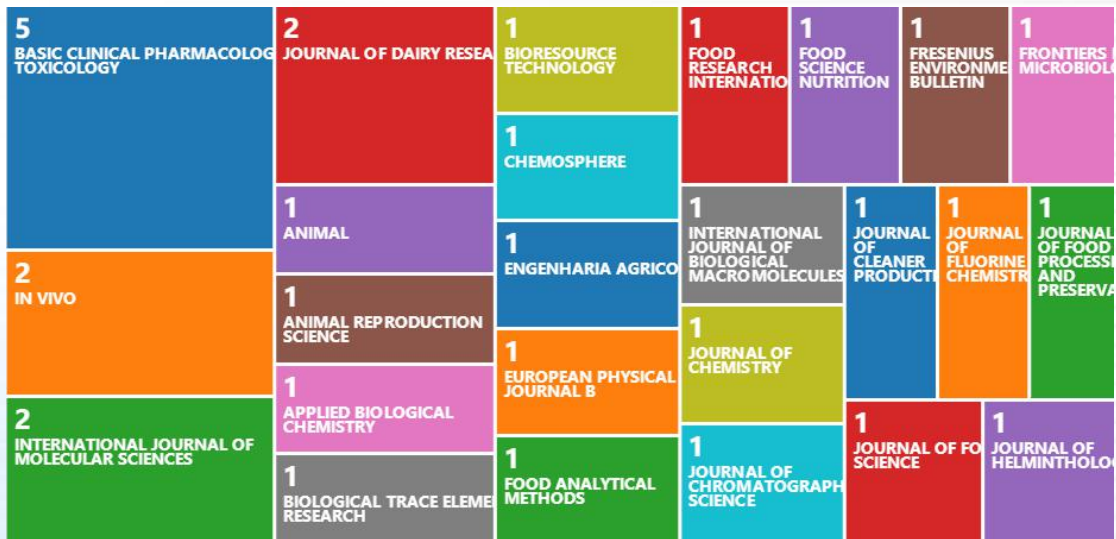 5
BASIC CLINICAL PHARMACOLOG
TOXICOLOGY
2
IN VIVO
2
INTERNATIONAL JOURNAL OF
MOLECULAR SCIENCES
2
JOURNAL OF DAIRY RESEA
1
ANIMAL
1
ANIMAL REPRODUCTION
SCIENCE
1
APPLIED BIOLOGICAL
CHEMISTRY
1
BIOLOGICAL TRACE ELEME
RESEARCH
1
BIORESOURCE
TECHNOLOGY
1
CHEMOSPHERE
1
ENGENHARIA AGRICO
1
EUROPEAN PHYSICAL
JOURNAL B
1
FOOD ANALYTICAL
METHODS
1
FOOD
RESEARCH
INTERNATIO
1
FOOD
SCIENCE
NUTRITION
1
FRESENIUS
ENVIRONME
BULLETIN
1
FRONTIERS I
MICROBIOLO
1
INTERNATIONAL
JOURNAL OF
BIOLOGICAL
MACROMOLECULES
1
JOURNAL OF
CHEMISTRY
1
JOURNAL OF
CHROMATOGRAPH
SCIENCE
1
JOURNAL
OF
CLEANER
PRODUCTI
1
JOURNAL
OF
FLUORINE
CHEMISTR
1
JOURNAL
OF FOOD
PROCESSI
AND
PRESERVA
1
JOURNAL OF FO
SCIENCE
1
JOURNAL OF
HELMINTHOLO